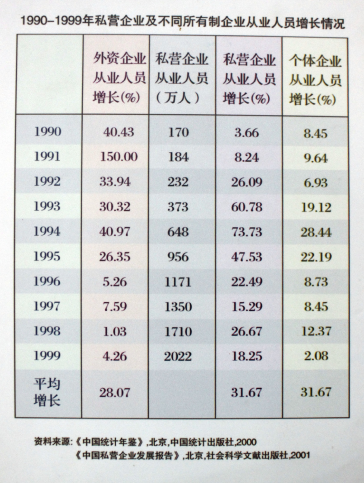 1990-1999年私营企业及不同所有制企业从业人员增长情况
外资企业 私营企业 私营企业 个体企业
从业人员 从业人员 从业人员 从业人员
增长(%) (万人) 增长(%) 增长(%)
1990 40.43 170 3.66 8.45
1991 150.00 184 8.24 9.64
1992 33.94 232 26.09 6.93
1993 30.32 373 60.78 19.12
1994 40.97 648 73.73 28.44
1995 26.35 956 47.53 22.19
1996 5.26 1171 22.49 8.73
1997 7.59 1350 15.29 8.45
1998 1.03 1710 26.67 12.37
1999 4.26 2022 18.25 2.08
平均
增长 28.07 31.67 31.67
资料来源:《中国统计年鉴》,北京,中国统计出版社,2000
《中国私营企业发展报告》,北京,社会科学文献出版社,2001